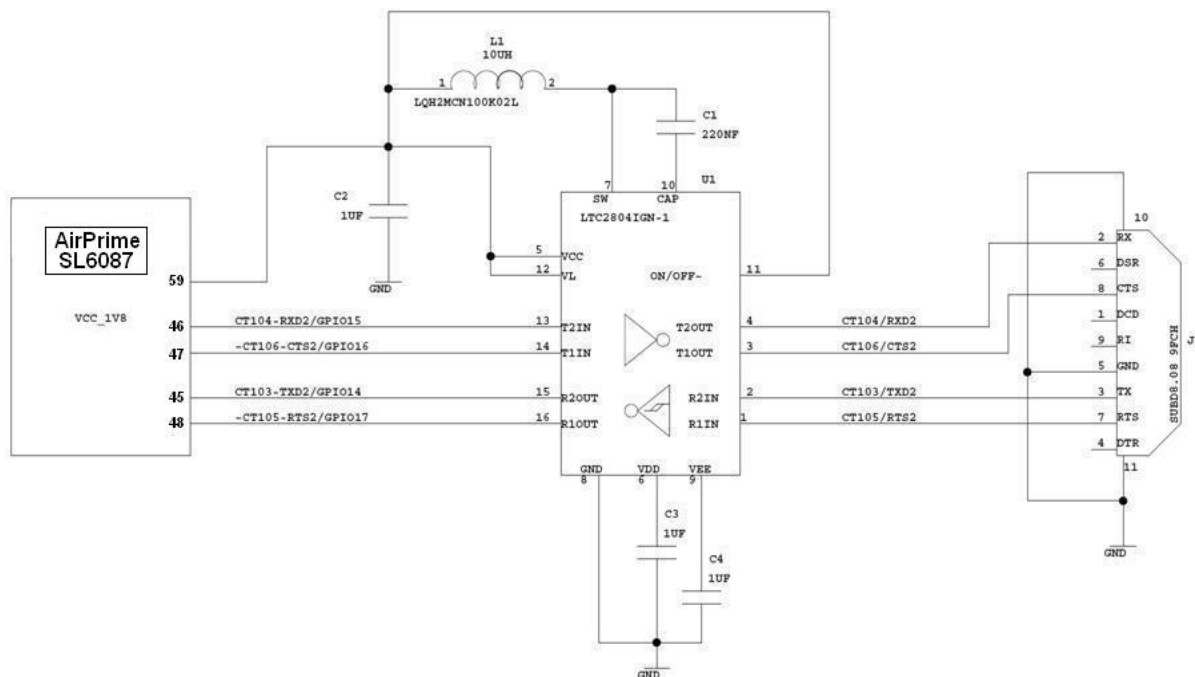 L1
10UH
1 2
LQH2MCN100K02L
C1
220NF
C2
1UF
GND
7 10 U1
SW CAP
LTC2804IGN-1
5 VCC
12 VL
ON/OFF- 11
AirPrime
SL6087
VCC_1V8
59
46 CT104-RXD2/GPIO15 13 T2IN T2OUT 4 CT104/RXD2
47 -CT106-CTS2/GPIO16 14 T1IN T1OUT 3 CT106/CTS2
45 CT103-TXD2/GPIO14 15 R2OUT R2IN 2 CT103/TXD2
48 -CT105-RTS2/GPIO17 16 R1OUT R1IN 1 CT105/RTS2
GND VDD VEE
8 6 9
C3
1UF
C4
1UF
GND
10
2 RX
6 DSR
8 CTS
1 DCD
9 RI
5 GND
3 TX
7 RTS
4 DTR
11
GND
SUBD8.08 9FCH
J